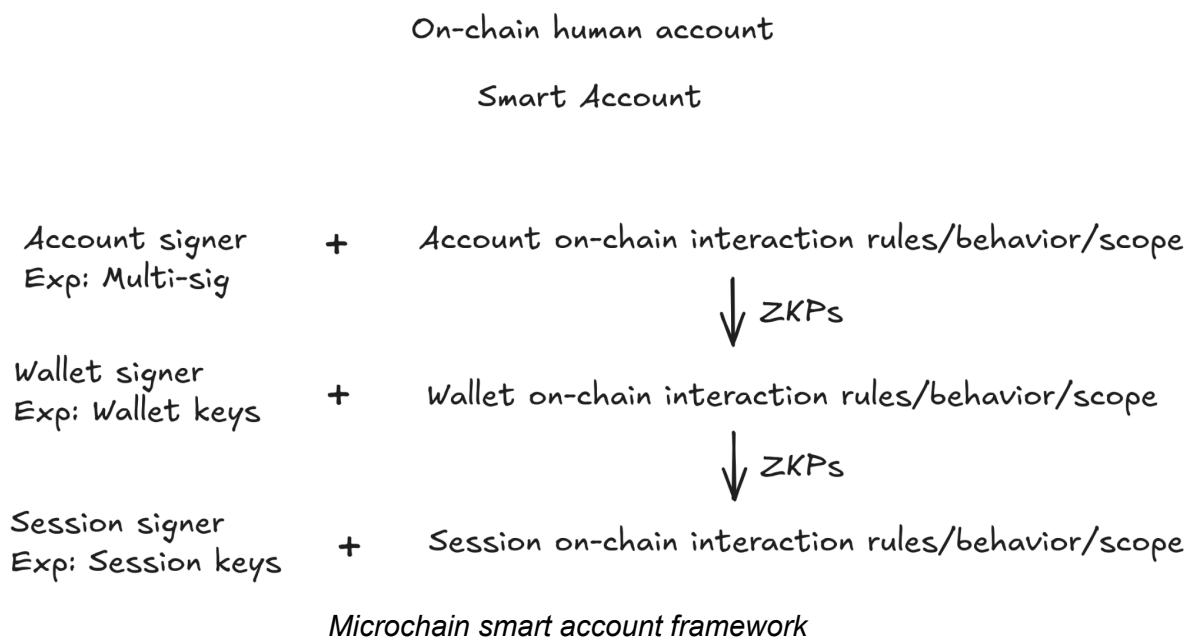 On-chain human account
Smart Account
Account signer + Account on-chain interaction rules/behavior/scope
Exp: Multi-sig
ZKPs
Wallet signer
Exp: Wallet keys + Wallet on-chain interaction rules/behavior/scope
ZKPs
Session signer
Exp: Session keys + Session on-chain interaction rules/behavior/scope
Microchain smart account framework